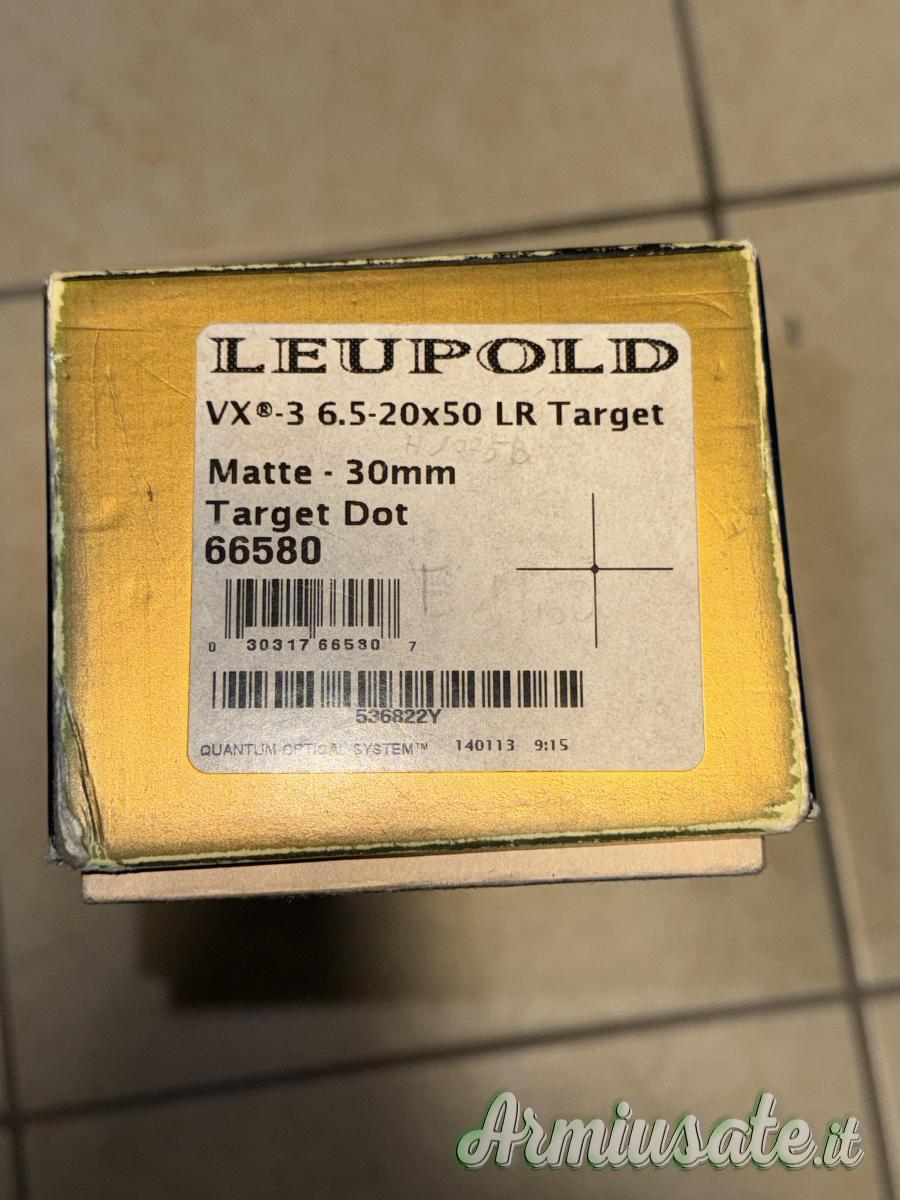 LEUPOLD
VX®-3 6.5-20x50 LR Target
Matte - 30mm
Target Dot
66580
0 30317 66580 7
536822Y
QUANTUM OPTICAL SYSTEM™ 140113 9:15
Armiusate.it